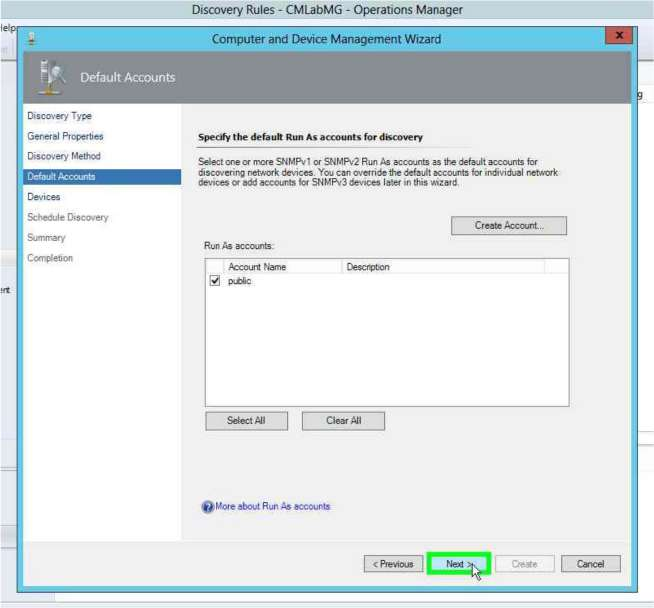 Discovery Rules - CMLabMG - Operations Manager
Help
Computer and Device Management Wizard
x
Default Accounts
Discovery Type
General Properties
Discovery Method
Default Accounts
Devices
Schedule Discovery
Summary
Completion
Specify the default Run As accounts for discovery
Select one or more SNMPv1 or SNMPv2 Run As accounts as the default accounts for
discovering network devices. You can override the default accounts for individual network
devices or add accounts for SNMPv3 devices later in this wizard.
Create Account...
Run As accounts:
Account Name Description
public
Select All Clear All
More about Run As accounts
< Previous Next > Create Cancel